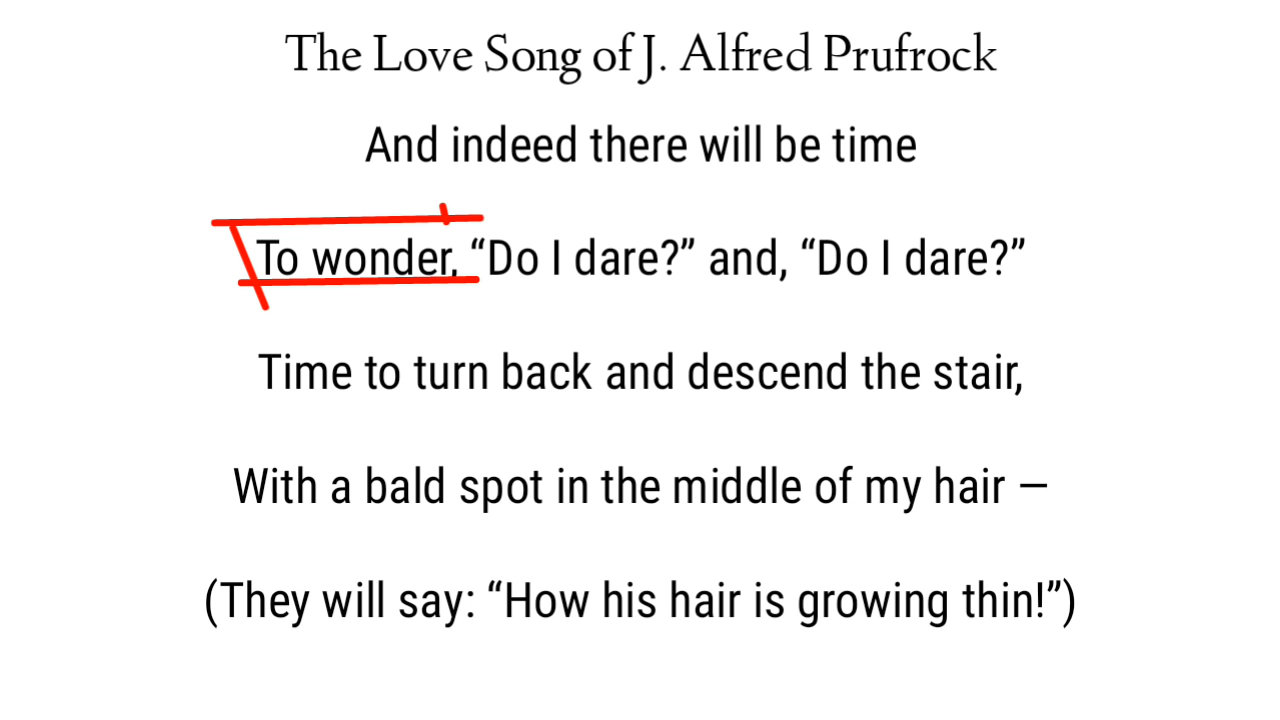 The Love Song of J. Alfred Prufrock
And indeed there will be time
To wonder, “Do I dare?” and, “Do I dare?”
Time to turn back and descend the stair,
With a bald spot in the middle of my hair —
(They will say: “How his hair is growing thin!”)